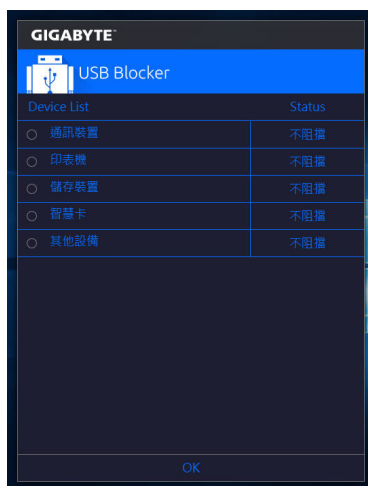 GIGABYTE™
USB Blocker
Device List Status
通訊裝置 不阻擋
印表機 不阻擋
儲存裝置 不阻擋
智慧卡 不阻擋
其他設備 不阻擋
OK